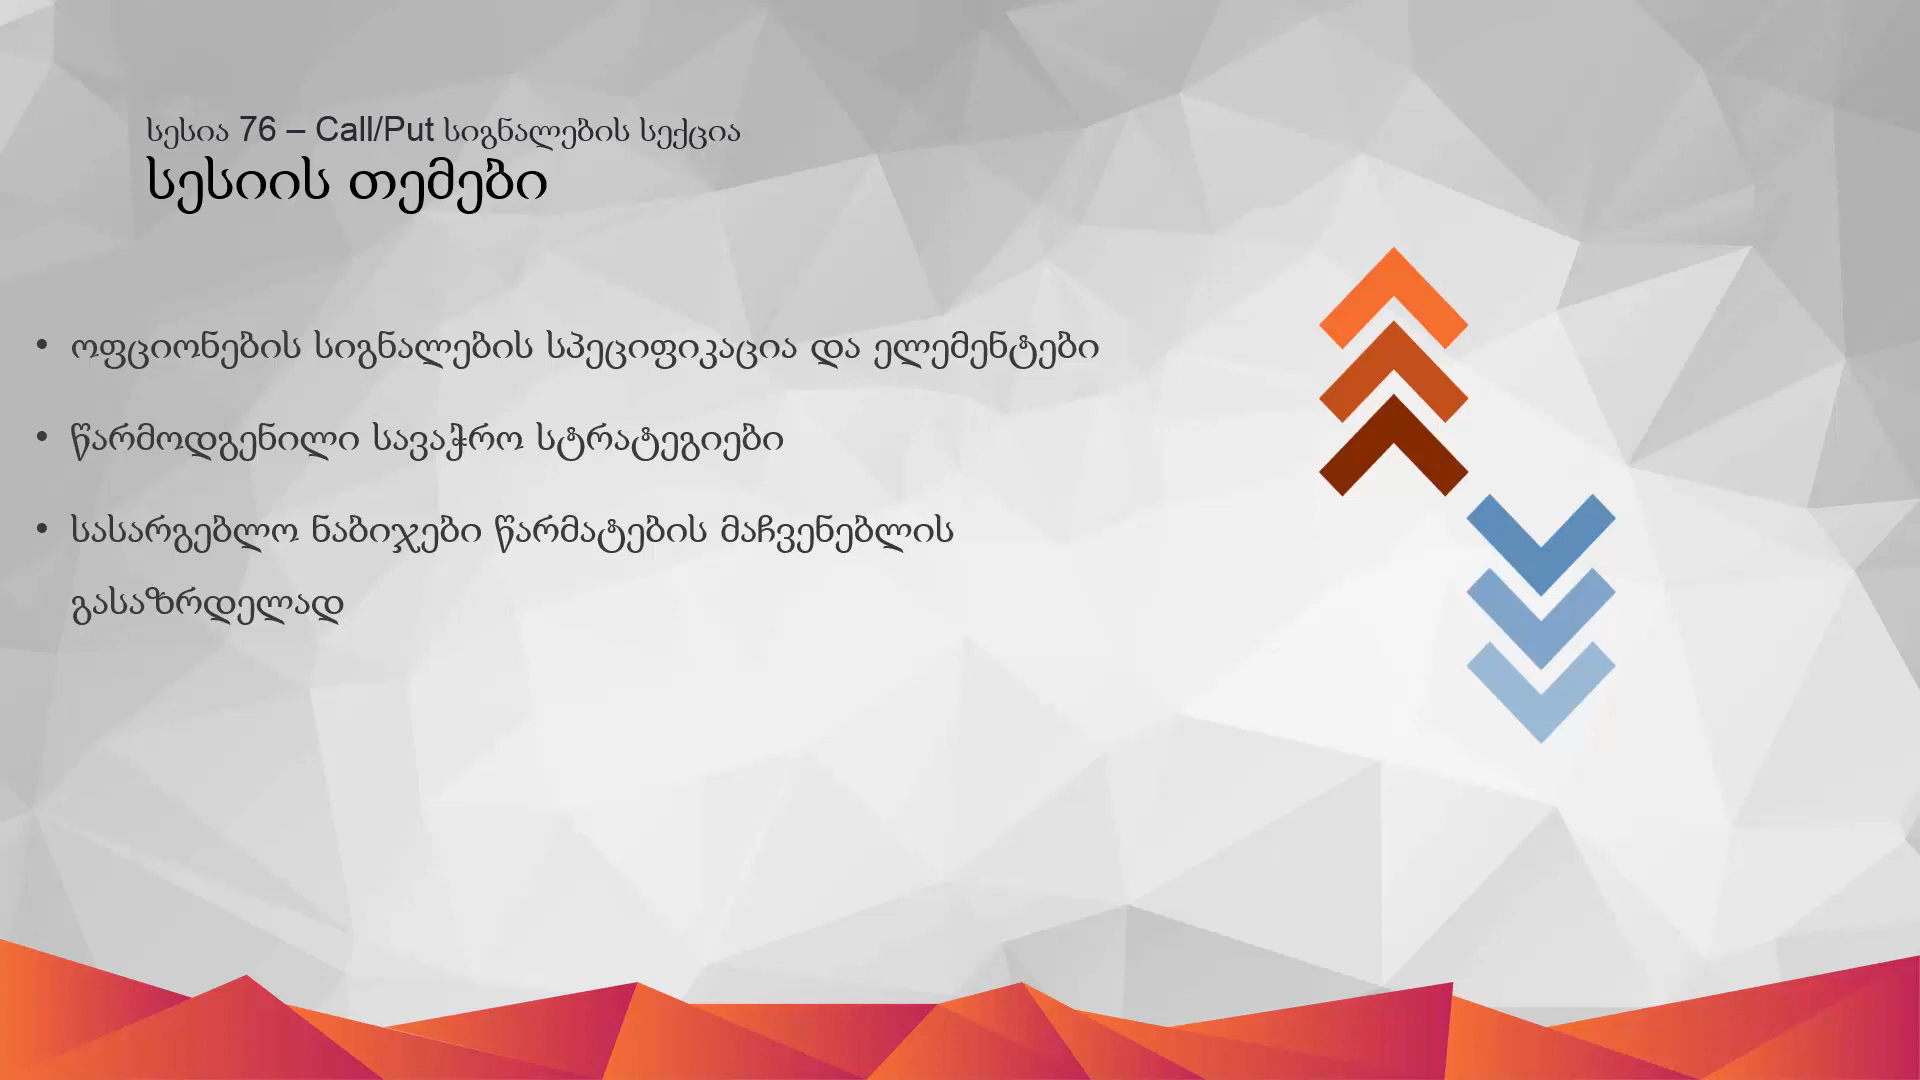 სესია 76 – Call/Put სიგნალების სექცია
სესიის თემები
• ოფციონების სიგნალების სპეციფიკაცია და ელემენტები
• წარმოდგენილი სავაჭრო სტრატეგიები
• სასარგებლო ნაბიჯები წარმატების მაჩვენებლის
გასაზრდელად